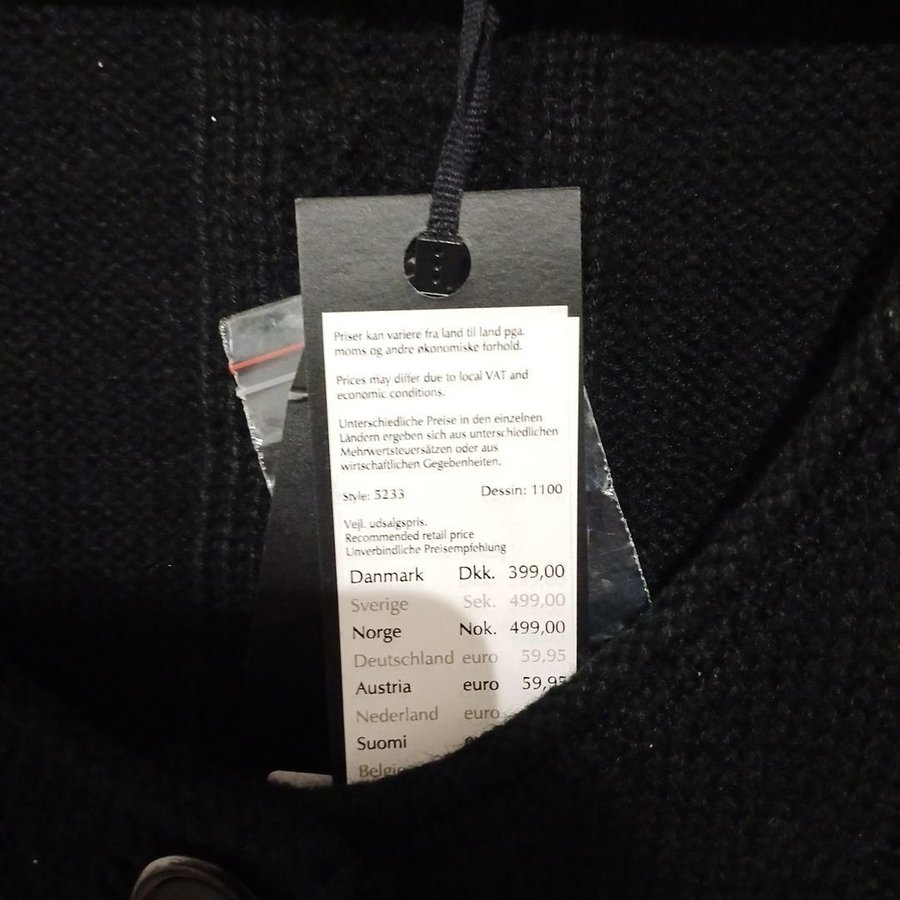 Priser kan variere fra land til land pga.
moms og andre økonomiske forhold.
Prices may differ due to local VAT and
economic conditions.
Unterschiedliche Preise in den einzelnen
Ländern ergeben sich aus unterschiedlichen
Mehrwertsteuersätzen oder aus
wirtschaftlichen Gegebenheiten.
Style: 5233 Dessin: 1100
Vejl. udsalgspris.
Recommended retail price
Unverbindliche Preisempfehlung
Danmark Dkk. 399,00
Sverige Sek. 499,00
Norge Nok. 499,00
Deutschland euro 59,95
Austria euro 59,95
Nederland euro
Suomi